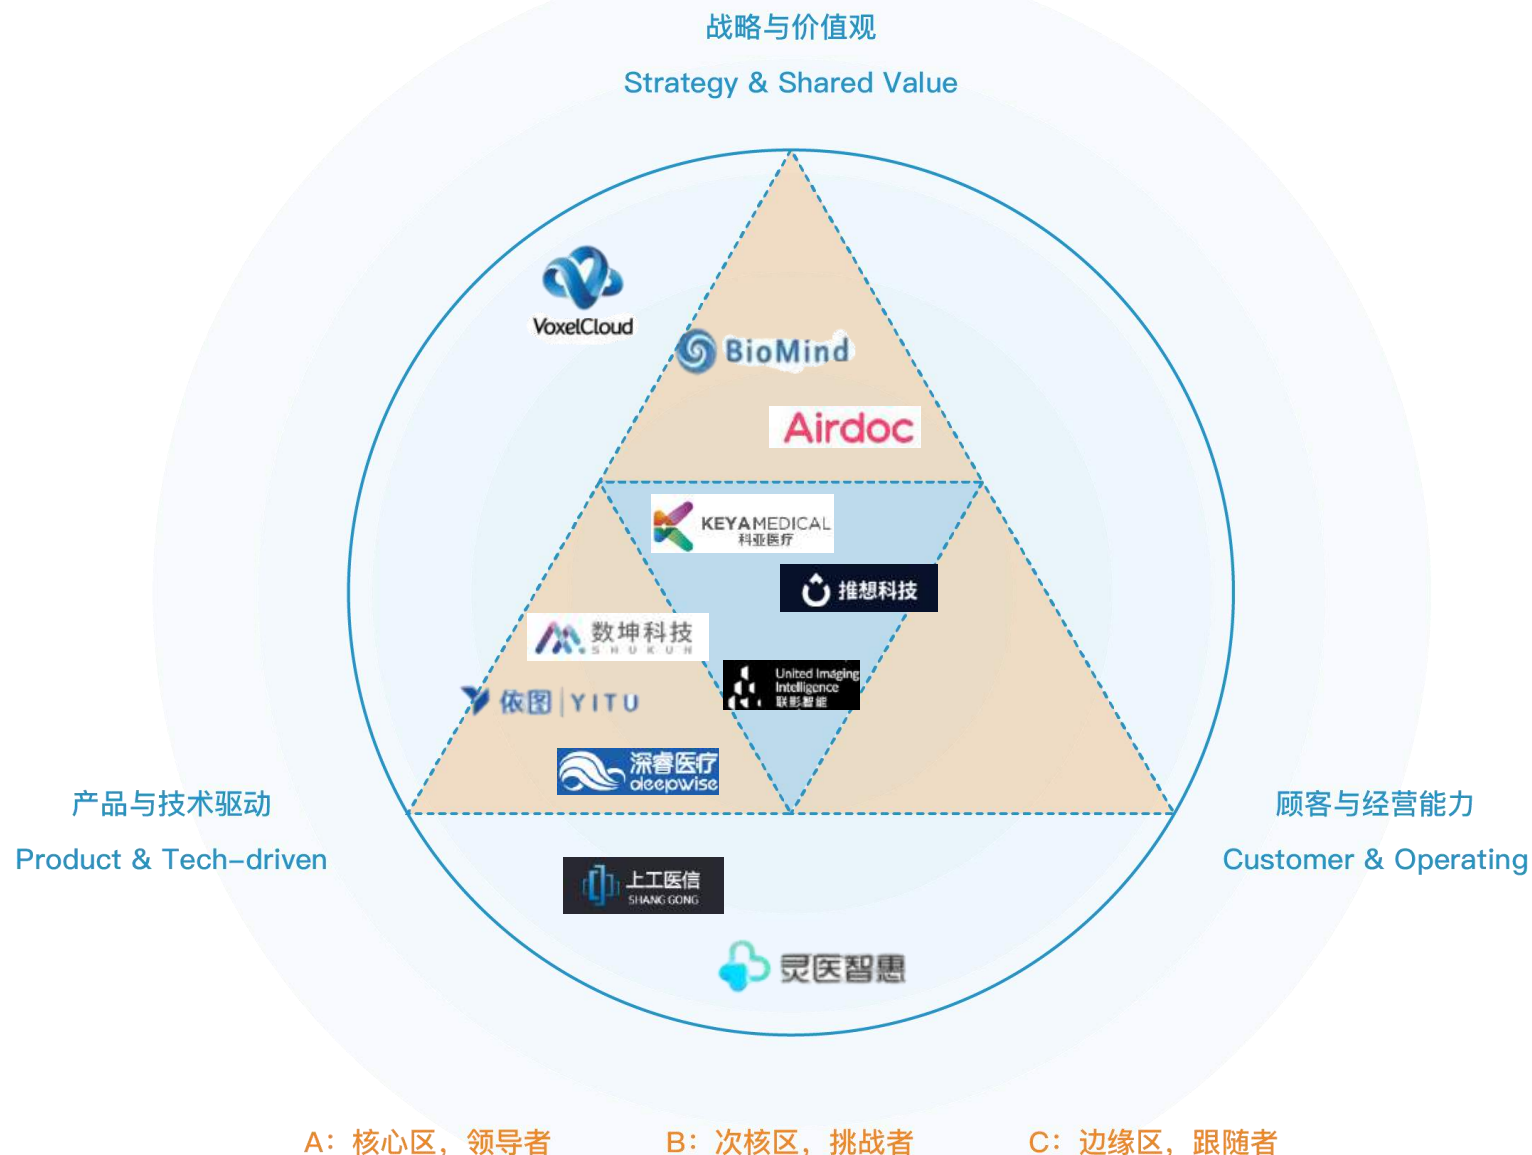 战略与价值观
Strategy & Shared Value
VoxelCloud
BioMind
Airdoc
KEYAMEDICAL
科亚医疗
推想科技
数坤科技
SHUKUN
United Imaging
Intelligence
联影智能
依图 | YITU
深睿医疗
deepwise
产品与技术驱动
Product & Tech-driven
顾客与经营能力
Customer & Operating
上工医信
SHANG GONG
灵医智惠
A：核心区，领导者
B：次核区，挑战者
C：边缘区，跟随者